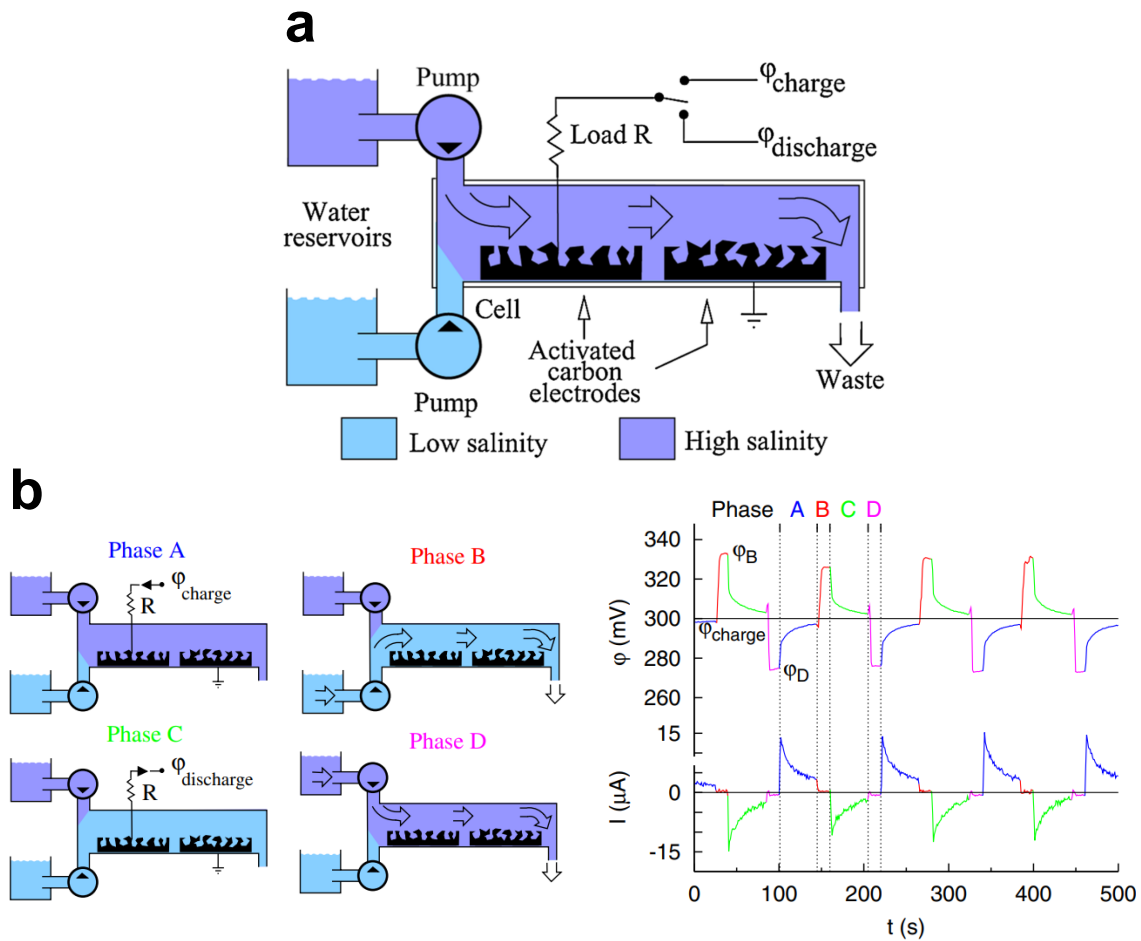 a
Pump
φcharge
Load R
φdischarge
Water
reservoirs
Cell
Activated
carbon
electrodes
Waste
Pump
Low salinity
High salinity
b
Phase A
φcharge
R
Phase B
Phase C
φdischarge
R
Phase D
Phase A B C D
340
320
300
280
260
φ (mV)
φB
φcharge
φD
15
0
-15
I (μA)
0 100 200 300 400 500
t (s)